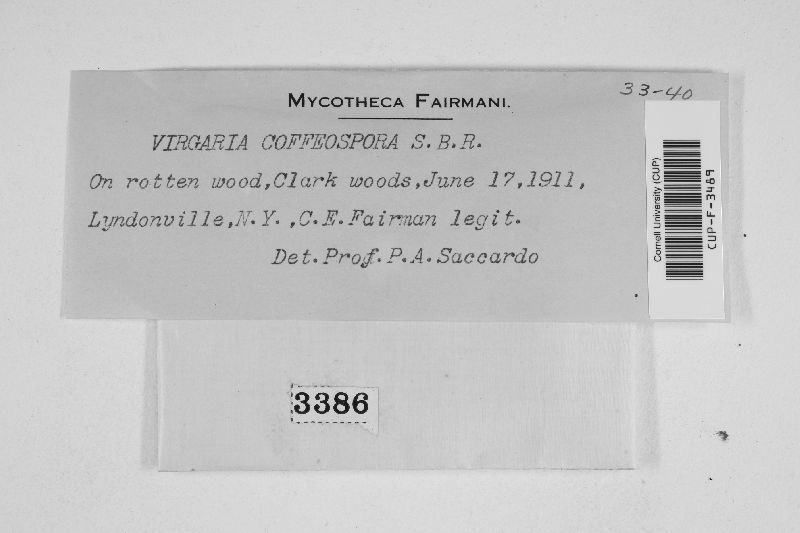 33-40
MYCOTHECA FAIRMANI.
VIRGARIA COFFEOSPORA S.B.R.
On rotten wood,Clark woods,June 17,1911,
Lyndonville,N.Y.,C.E.Fairman legit.
Det.Prof.P.A.Saccardo
Cornell University (CUP)
CUP-F-3489
3386